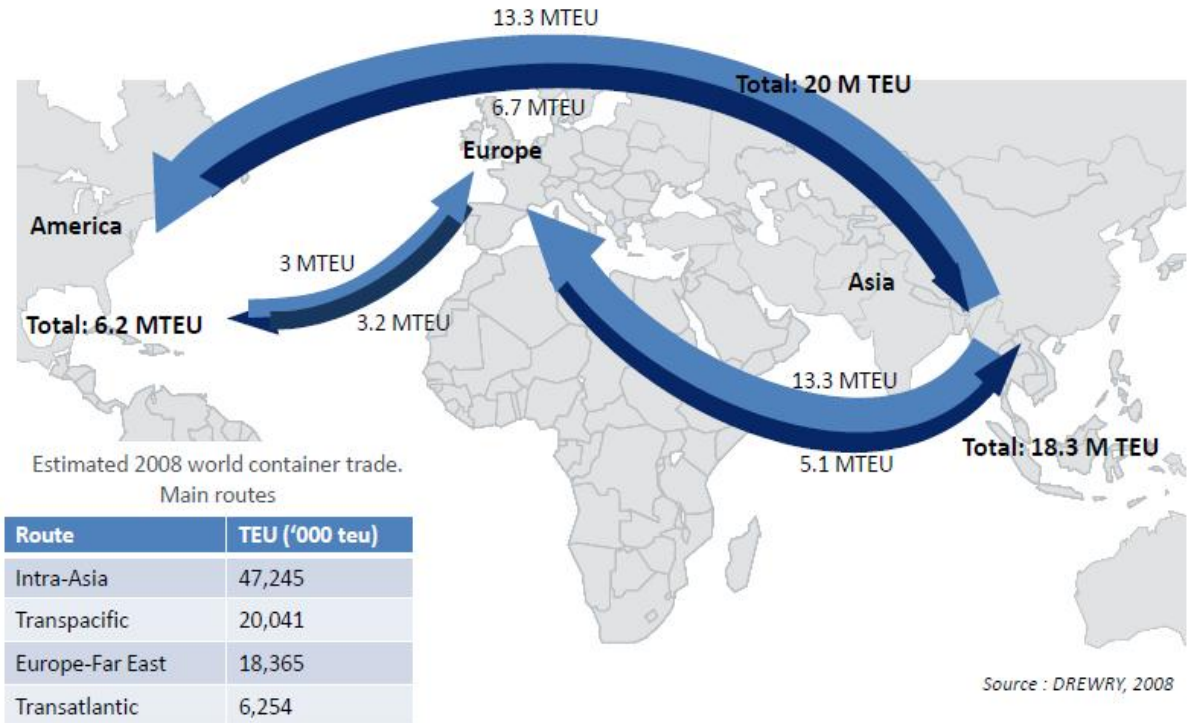 13.3 MTEU
Total: 20 M TEU
6.7 MTEU
Europe
America
3 MTEU
Asia
Total: 6.2 MTEU
3.2 MTEU
13.3 MTEU
Total: 18.3 M TEU
5.1 MTEU
Estimated 2008 world container trade.
Main routes
Route TEU (‘000 teu)
Intra-Asia 47,245
Transpacific 20,041
Europe-Far East 18,365
Transatlantic 6,254
Source : DREWRY, 2008